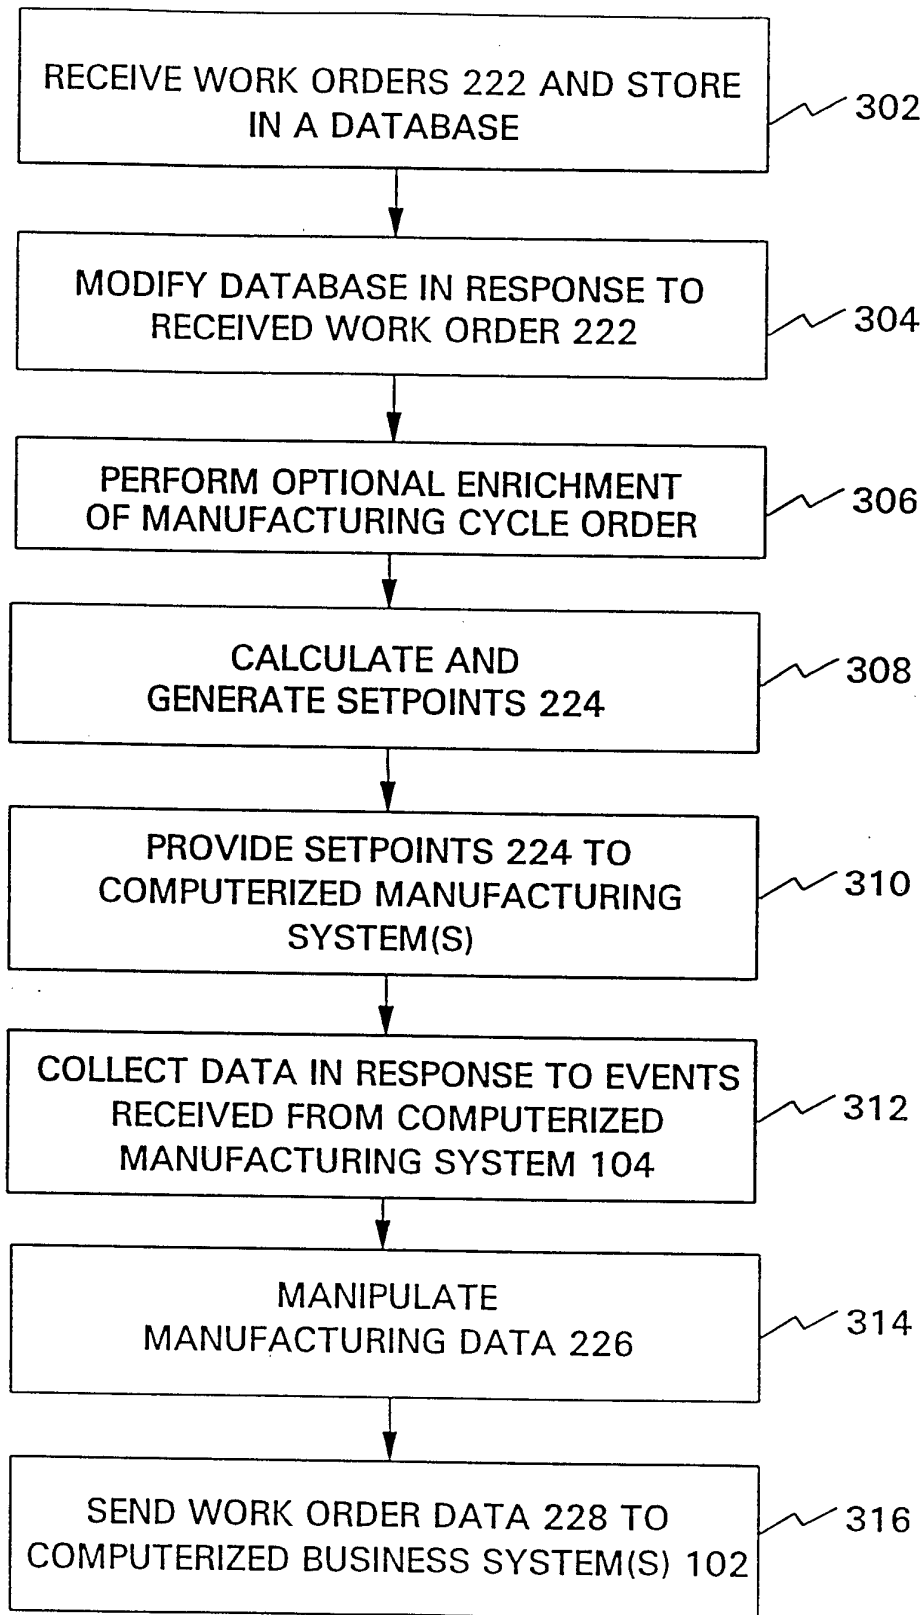 RECEIVE WORK ORDERS 222 AND STORE
IN A DATABASE
302
MODIFY DATABASE IN RESPONSE TO
RECEIVED WORK ORDER 222
304
PERFORM OPTIONAL ENRICHMENT
OF MANUFACTURING CYCLE ORDER
306
CALCULATE AND
GENERATE SETPOINTS 224
308
PROVIDE SETPOINTS 224 TO
COMPUTERIZED MANUFACTURING
SYSTEM(S)
310
COLLECT DATA IN RESPONSE TO EVENTS
RECEIVED FROM COMPUTERIZED
MANUFACTURING SYSTEM 104
312
MANIPULATE
MANUFACTURING DATA 226
314
SEND WORK ORDER DATA 228 TO
COMPUTERIZED BUSINESS SYSTEM(S) 102
316